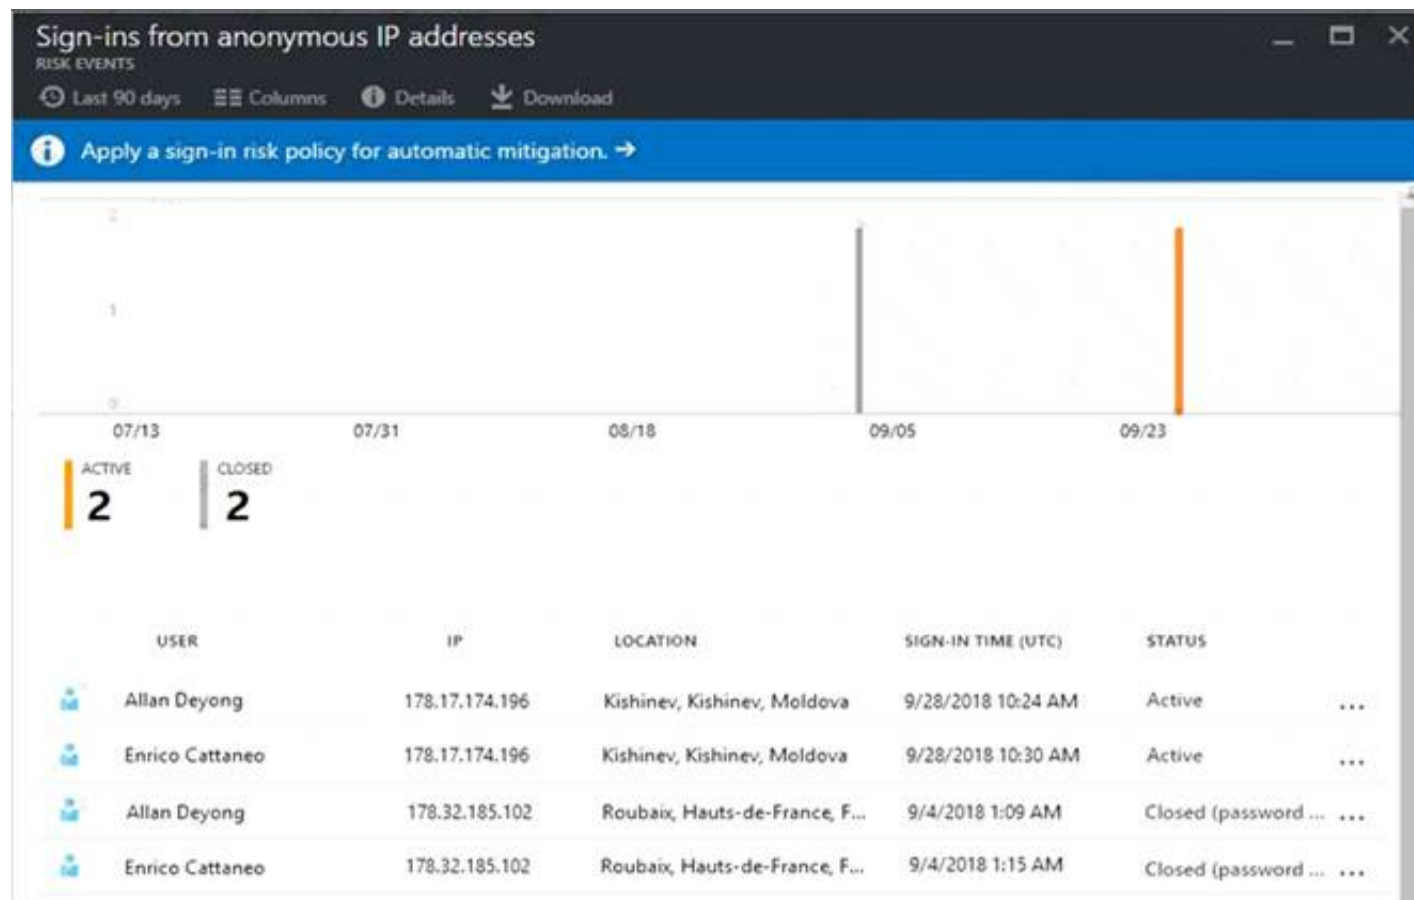 Sign-ins from anonymous IP addresses
RISK EVENTS
Last 90 days Columns Details Download
Apply a sign-in risk policy for automatic mitigation. →
2
1
0
07/13 07/31 08/18 09/05 09/23
ACTIVE CLOSED
2 2
USER IP LOCATION SIGN-IN TIME (UTC) STATUS
Allan Deyong 178.17.174.196 Kishinev, Kishinev, Moldova 9/28/2018 10:24 AM Active ...
Enrico Cattaneo 178.17.174.196 Kishinev, Kishinev, Moldova 9/28/2018 10:30 AM Active ...
Allan Deyong 178.32.185.102 Roubaix, Hauts-de-France, F... 9/4/2018 1:09 AM Closed (password ... ...
Enrico Cattaneo 178.32.185.102 Roubaix, Hauts-de-France, F... 9/4/2018 1:15 AM Closed (password ... ...